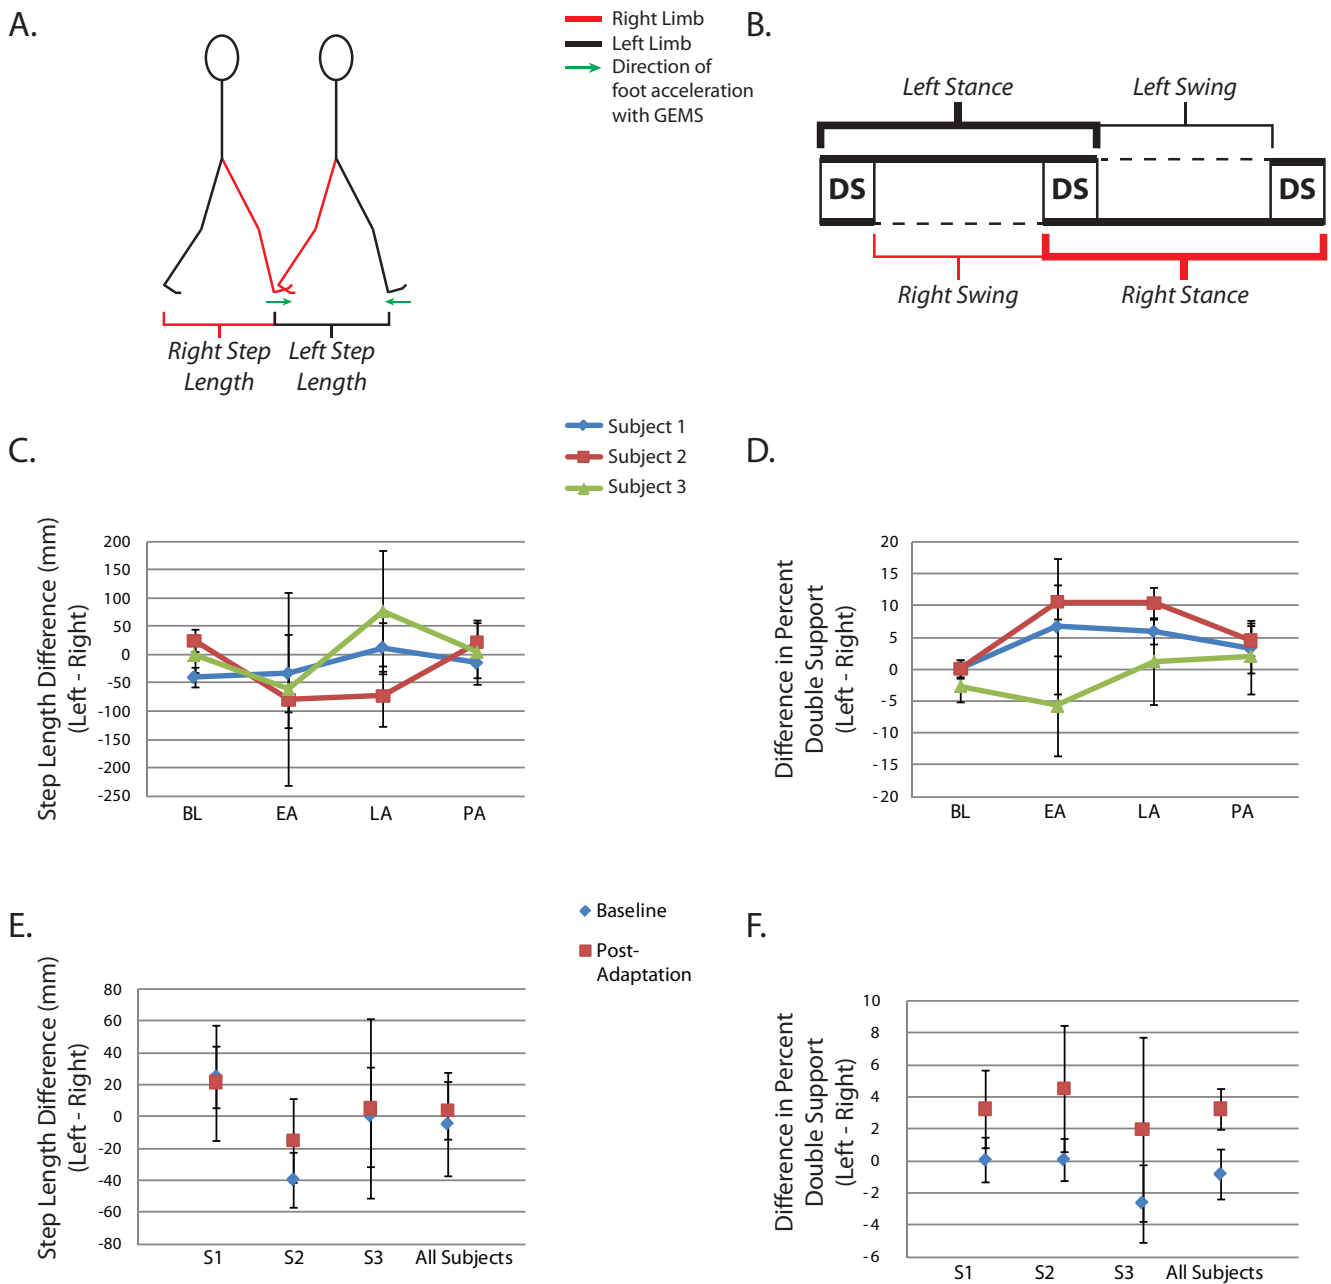 A.
Right Limb
Left Limb
Direction of
foot acceleration
with GEMS
Right Step
Length
Left Step
Length
B.
Left Stance
Left Swing
DS
DS
DS
Right Swing
Right Stance
C.
Subject 1
Subject 2
Subject 3
Step Length Difference (mm)
(Left - Right)
200
150
100
50
0
-50
-100
-150
-200
-250
BL
EA
LA
PA
D.
Difference in Percent
Double Support
(Left - Right)
20
15
10
5
0
-5
-10
-15
-20
BL
EA
LA
PA
E.
Baseline
Post-
Adaptation
Step Length Difference (mm)
(Left - Right)
80
60
40
20
0
-20
-40
-60
-80
S1
S2
S3
All Subjects
F.
Difference in Percent
Double Support
(Left - Right)
10
8
6
4
2
0
-2
-4
-6
S1
S2
S3
All Subjects